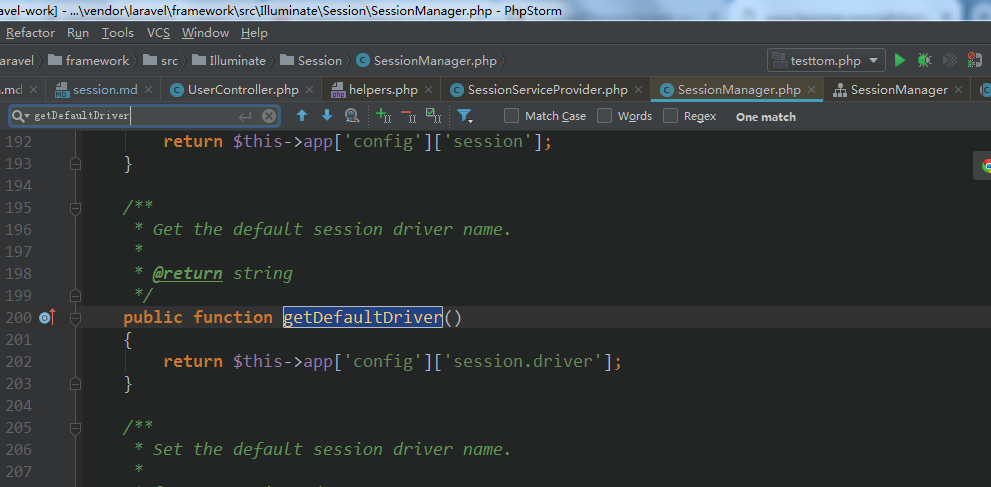 avel-work] - ...\vendor\laravel\framework\src\Illuminate\Session\SessionManager.php - PhpStorm
Refactor Run Tools VCS Window Help
aravel framework src Illuminate Session SessionManager.php testtom.php
.md session.md UserController.php helpers.php SessionServiceProvider.php SessionManager.php SessionManager
getDefaultDriver Match Case Words Regex One match
192 return $this->app['config']['session'];
193 }
194
195 /**
196 * Get the default session driver name.
197 *
198 * @return string
199 */
200 public function getDefaultDriver()
201 {
202 return $this->app['config']['session.driver'];
203 }
204
205 /**
206 * Set the default session driver name.
207 *